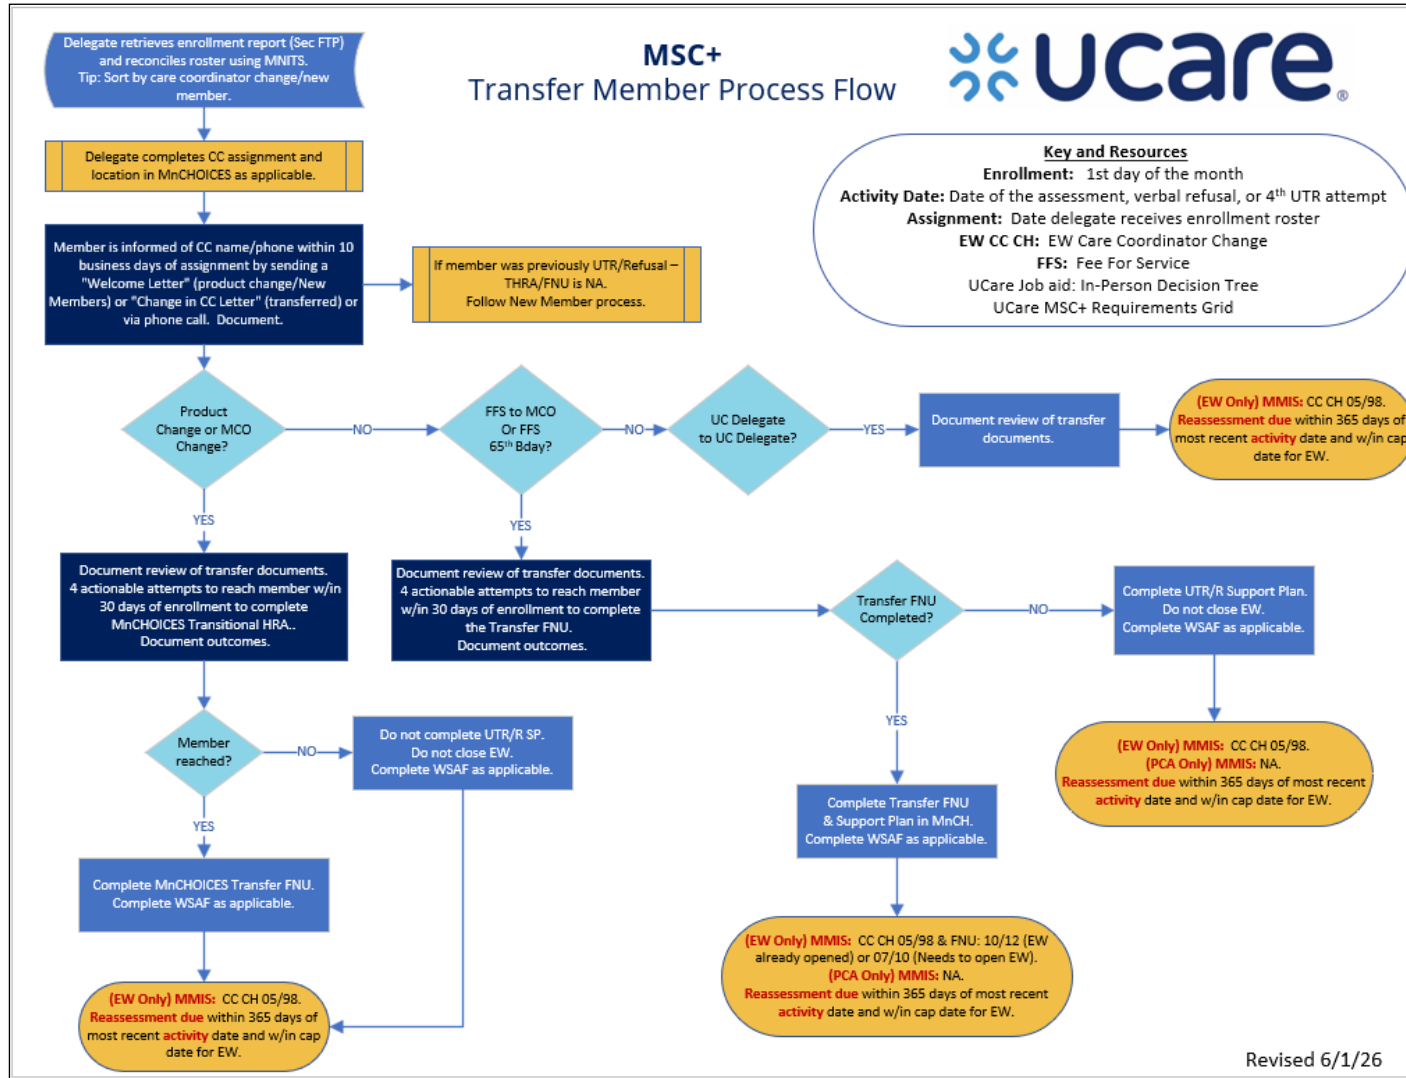 Delegate retrieves enrollment report (Sec FTP)
and reconciles roster using MNITS.
Tip: Sort by care coordinator change/new
member.
MSC+
Transfer Member Process Flow
ucare®
Delegate completes CC assignment and
location in MnCHOICES as applicable.
Key and Resources
Enrollment: 1st day of the month
Activity Date: Date of the assessment, verbal refusal, or 4th UTR attempt
Assignment: Date delegate receives enrollment roster
EW CC CH: EW Care Coordinator Change
FFS: Fee For Service
UCare Job aid: In-Person Decision Tree
UCare MSC+ Requirements Grid
Member is informed of CC name/phone within 10
business days of assignment by sending a
"Welcome Letter" (product change/New
Members) or "Change in CC Letter" (transferred) or
via phone call. Document.
If member was previously UTR/Refusal –
THRA/FNU is NA.
Follow New Member process.
Product
Change or MCO
Change?
NO
FFS to MCO
Or FFS
65th Bday?
NO
UC Delegate
to UC Delegate?
YES
Document review of transfer
documents.
(EW Only) MMIS: CC CH 05/98.
Reassessment due within 365 days of
most recent activity date and w/in cap
date for EW.
YES
YES
Document review of transfer documents.
4 actionable attempts to reach member w/in
30 days of enrollment to complete
MnCHOICES Transitional HRA..
Document outcomes.
Document review of transfer documents.
4 actionable attempts to reach member
w/in 30 days of enrollment to complete
the Transfer FNU.
Document outcomes.
Transfer FNU
Completed?
NO
Complete UTR/R Support Plan.
Do not close EW.
Complete WSAF as applicable.
YES
Member
reached?
NO
Do not complete UTR/R SP.
Do not close EW.
Complete WSAF as applicable.
(EW Only) MMIS: CC CH 05/98.
(PCA Only) MMIS: NA.
Reassessment due within 365 days of most recent
activity date and w/in cap date for EW.
YES
Complete Transfer FNU
& Support Plan in MnCH.
Complete WSAF as applicable.
Complete MnCHOICES Transfer FNU.
Complete WSAF as applicable.
(EW Only) MMIS: CC CH 05/98 & FNU: 10/12 (EW
already opened) or 07/10 (Needs to open EW).
(PCA Only) MMIS: NA.
Reassessment due within 365 days of most recent
activity date and w/in cap date for EW.
(EW Only) MMIS: CC CH 05/98.
Reassessment due within 365 days of
most recent activity date and w/in cap
date for EW.
Revised 6/1/26